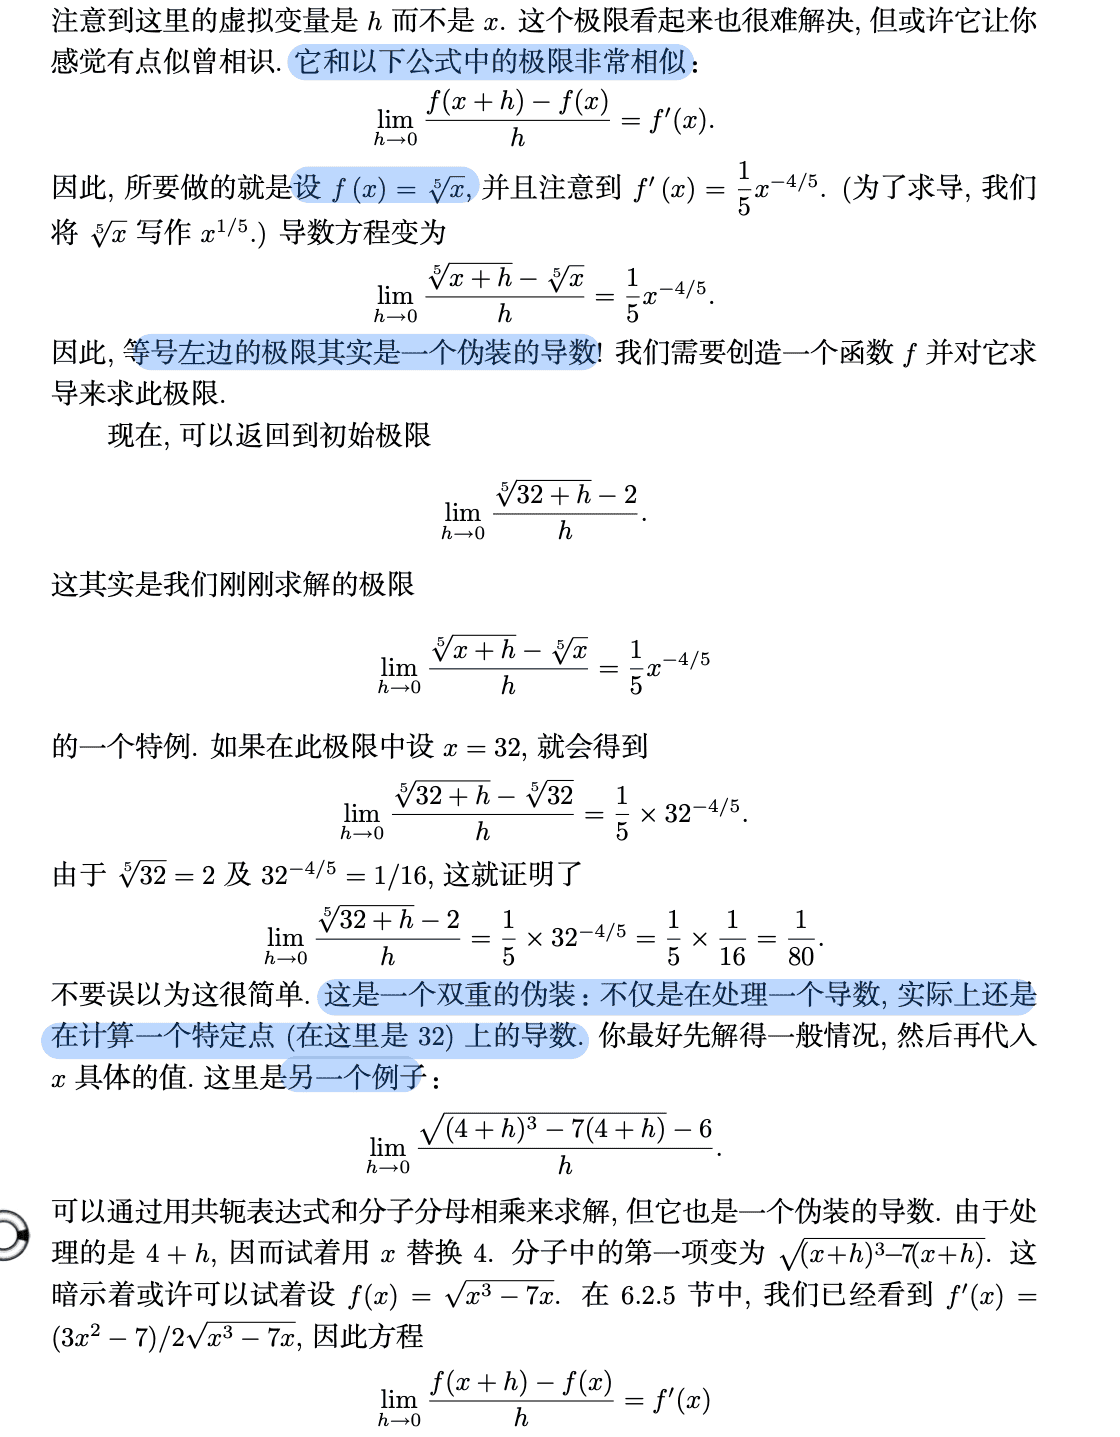 注意到这里的虚拟变量是 h 而不是 x. 这个极限看起来也很难解决, 但或许它让你
感觉有点似曾相识. 它和以下公式中的极限非常相似：
lim_{h→0} \frac{f(x + h) − f(x)}{h} = f′(x).
因此, 所要做的就是设 f (x) = \sqrt[5]{x}, 并且注意到 f′ (x) = \frac{1}{5}x^{−4/5}. (为了求导, 我们
将 \sqrt[5]{x} 写作 x^{1/5}.) 导数方程变为
lim_{h→0} \frac{\sqrt[5]{x + h} − \sqrt[5]{x}}{h} = \frac{1}{5}x^{−4/5}.
因此, 等号左边的极限其实是一个伪装的导数! 我们需要创造一个函数 f 并对它求
导来求此极限.
现在, 可以返回到初始极限
lim_{h→0} \frac{\sqrt[5]{32 + h} − 2}{h}.
这其实是我们刚刚求解的极限
lim_{h→0} \frac{\sqrt[5]{x + h} − \sqrt[5]{x}}{h} = \frac{1}{5}x^{−4/5}
的一个特例. 如果在此极限中设 x = 32, 就会得到
lim_{h→0} \frac{\sqrt[5]{32 + h} − \sqrt[5]{32}}{h} = \frac{1}{5} × 32^{−4/5}.
由于 \sqrt[5]{32} = 2 及 32^{−4/5} = 1/16, 这就证明了
lim_{h→0} \frac{\sqrt[5]{32 + h} − 2}{h} = \frac{1}{5} × 32^{−4/5} = \frac{1}{5} × \frac{1}{16} = \frac{1}{80}.
不要误以为这很简单. 这是一个双重的伪装：不仅是在处理一个导数, 实际上还是
在计算一个特定点 (在这里是 32) 上的导数. 你最好先解得一般情况, 然后再代入
x 具体的值. 这里是另一个例子：
lim_{h→0} \frac{\sqrt{(4 + h)^3 − 7(4 + h)} − 6}{h}.
可以通过用共轭表达式和分子分母相乘来求解, 但它也是一个伪装的导数. 由于处
理的是 4 + h, 因而试着用 x 替换 4. 分子中的第一项变为 \sqrt{(x+h)^3−7(x+h)}. 这
暗示着或许可以试着设 f(x) = \sqrt{x^3 − 7x}. 在 6.2.5 节中, 我们已经看到 f′(x) =
(3x^2 − 7)/2\sqrt{x^3 − 7x}, 因此方程
lim_{h→0} \frac{f(x + h) − f(x)}{h} = f′(x)